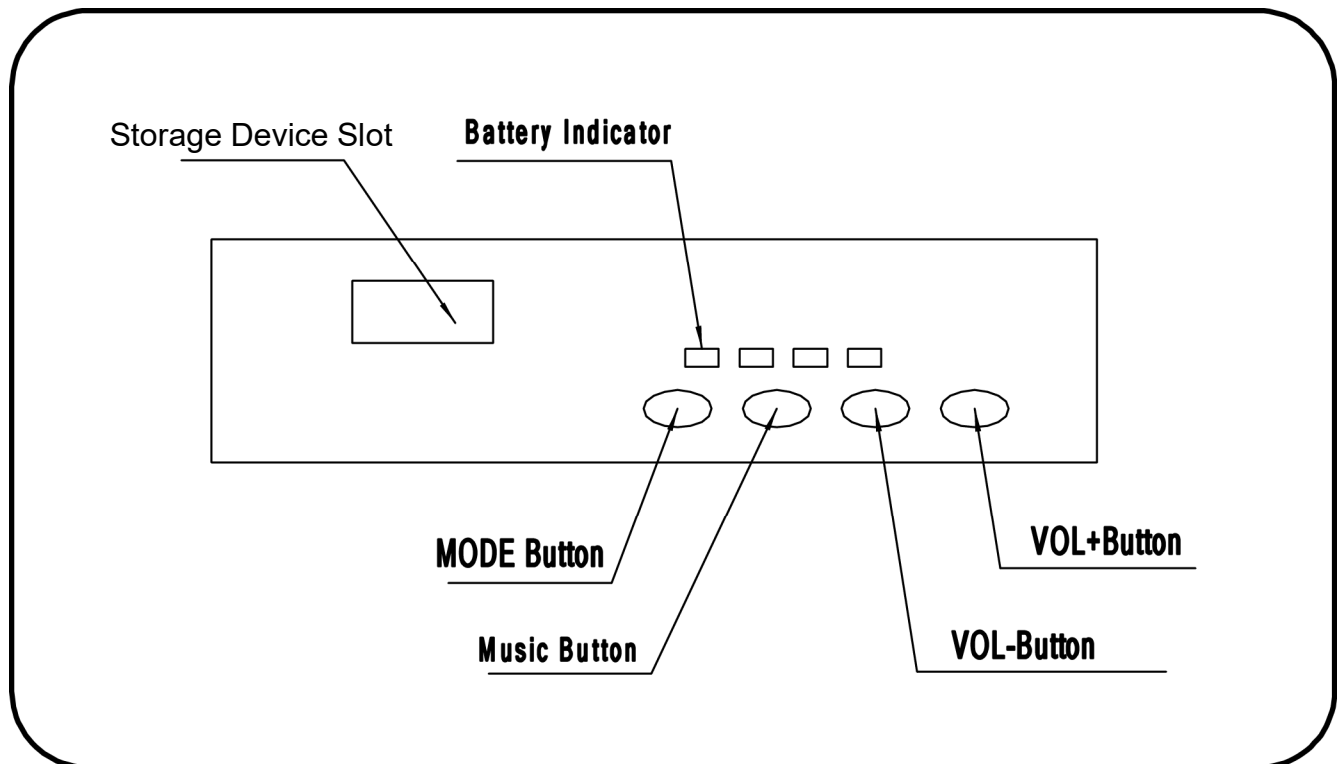 Storage Device Slot
Battery Indicator
MODE Button
VOL+Button
Music Button
VOL-Button